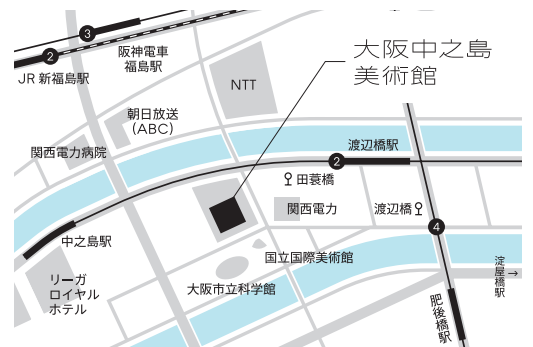 3
阪神電車
福島駅
2
JR 新福島駅
大阪中之島
美術館
NTT
朝日放送
(ABC)
関西電力病院
渡辺橋駅
2
田蓑橋
関西電力
渡辺橋
4
中之島駅
国立国際美術館
大阪市立科学館
リーガ
ロイヤル
ホテル
淀屋橋駅
→
肥後橋駅